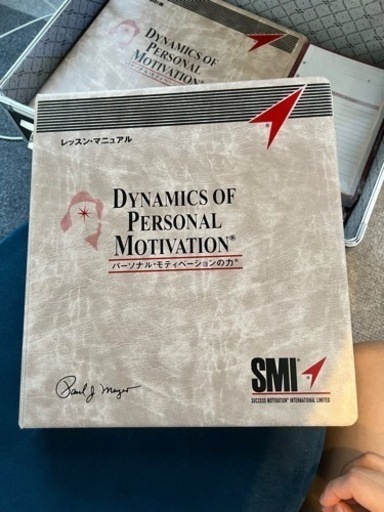 DYNAMICS OF
PERSONAL
MOTIVATION®
レッスン・マニュアル
DYNAMICS OF
PERSONAL
MOTIVATION®
パーソナル・モティベーションの力®
Paul J. Meyer
SMI
SUCCESS MOTIVATION® INTERNATIONAL LIMITED